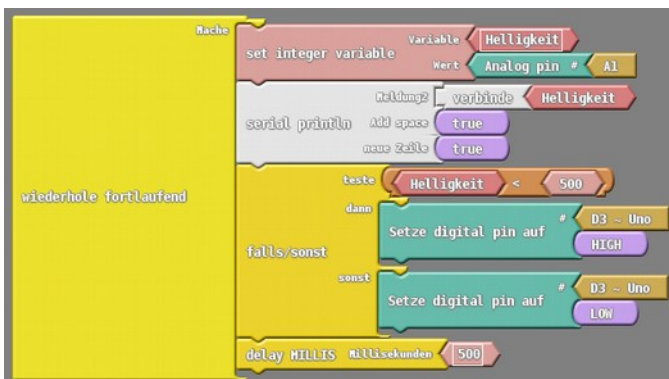 Mache
set integer variable
Variable Helligkeit
Wert Analog pin # A1
serial println
Meldung2 verbinde Helligkeit
Add space true
neue Zeile true
wiederhole fortlaufend
falls/sonst
teste Helligkeit < 500
dann
Setze digital pin auf
# D3 ~ Uno
HIGH
sonst
Setze digital pin auf
# D3 ~ Uno
LOW
delay MILLIS Millisekunden 500